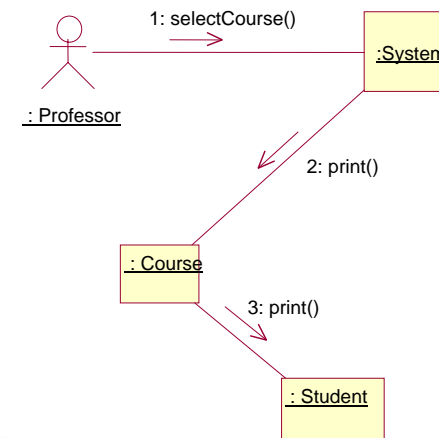 1: selectCourse()
:System
: Professor
2: print()
: Course
3: print()
: Student